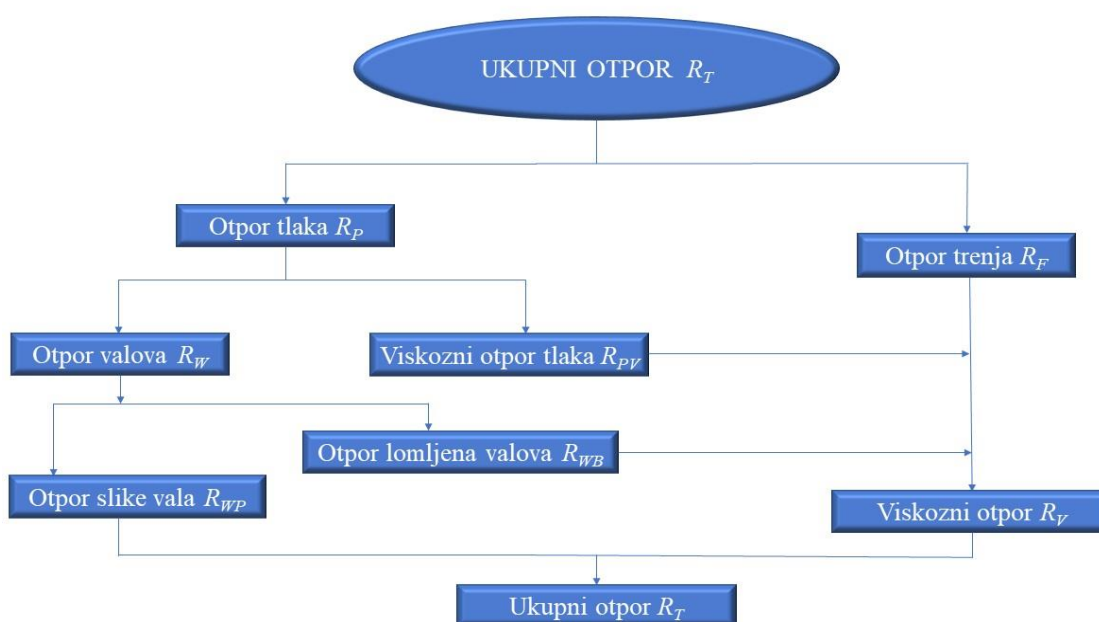 UKUPNI OTPOR R_T
Otpor tlaka R_P
Otpor trenja R_F
Otpor valova R_W
Viskozni otpor tlaka R_PV
Otpor lomljena valova R_WB
Otpor slike vala R_WP
Viskozni otpor R_V
Ukupni otpor R_T